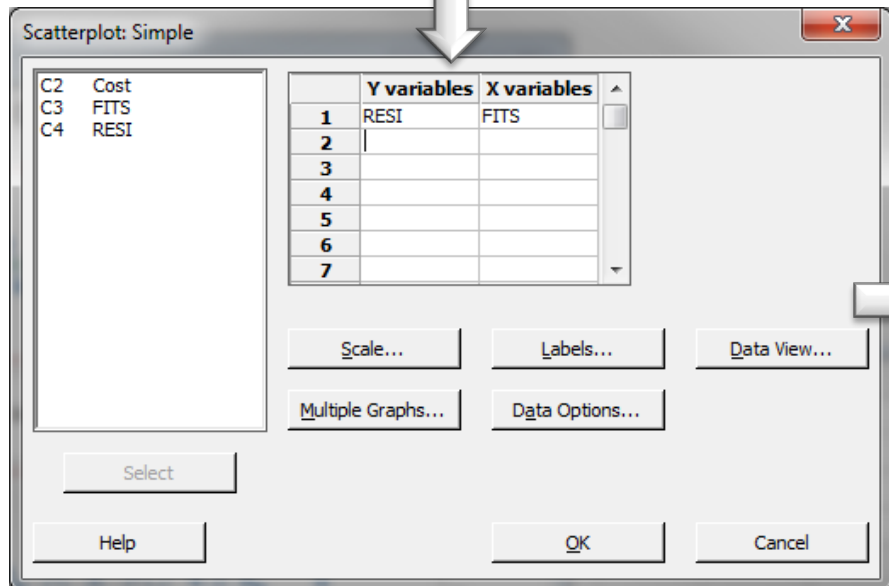 Scatterplot: Simple
C2 Cost
C3 FITS
C4 RESI
Y variables X variables
1 RESI FITS
2
3
4
5
6
7
Scale... Labels... Data View...
Multiple Graphs... Data Options...
Select
Help OK Cancel